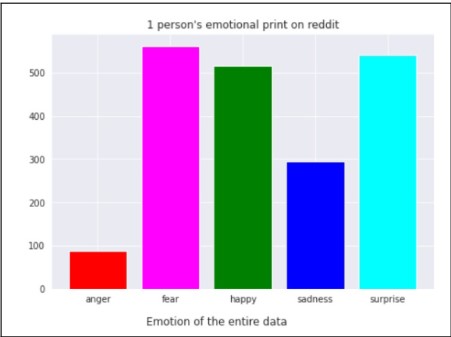 1 person's emotional print on reddit
500
400
300
200
100
0
anger fear happy sadness surprise
Emotion of the entire data